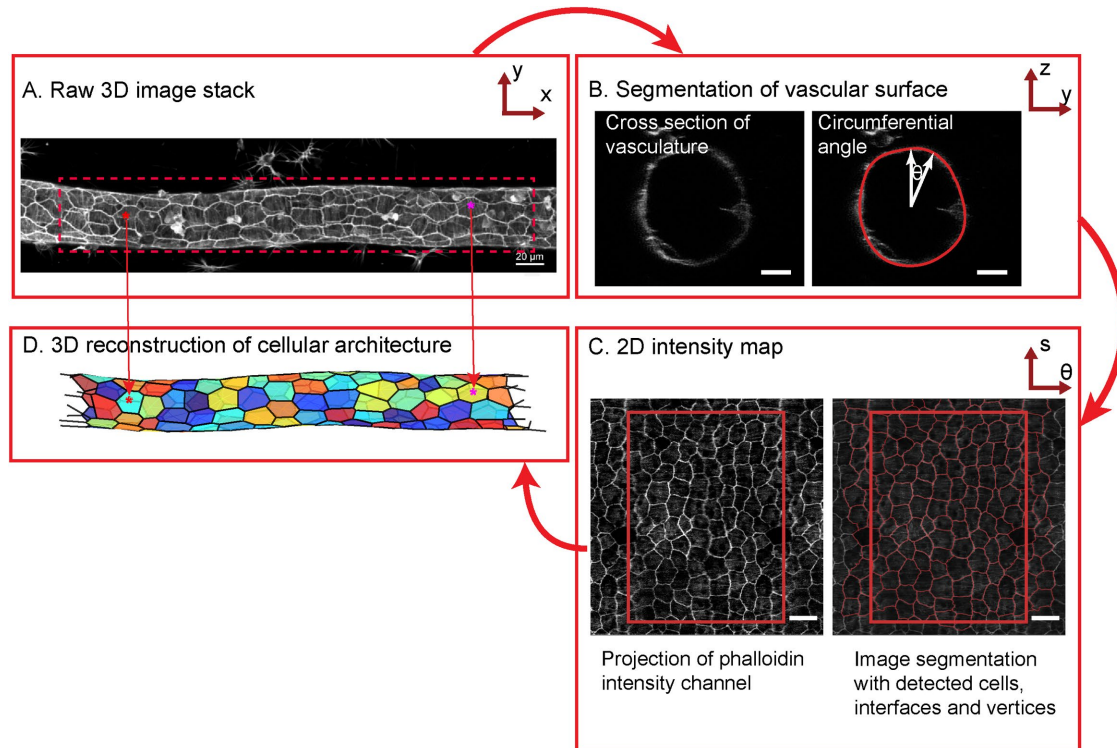 A. Raw 3D image stack
y
x
20 µm
B. Segmentation of vascular surface
z
y
Cross section of
vasculature
Circumferential
angle
θ
D. 3D reconstruction of cellular architecture
*
*
C. 2D intensity map
s
θ
Projection of phalloidin
intensity channel
Image segmentation
with detected cells,
interfaces and vertices